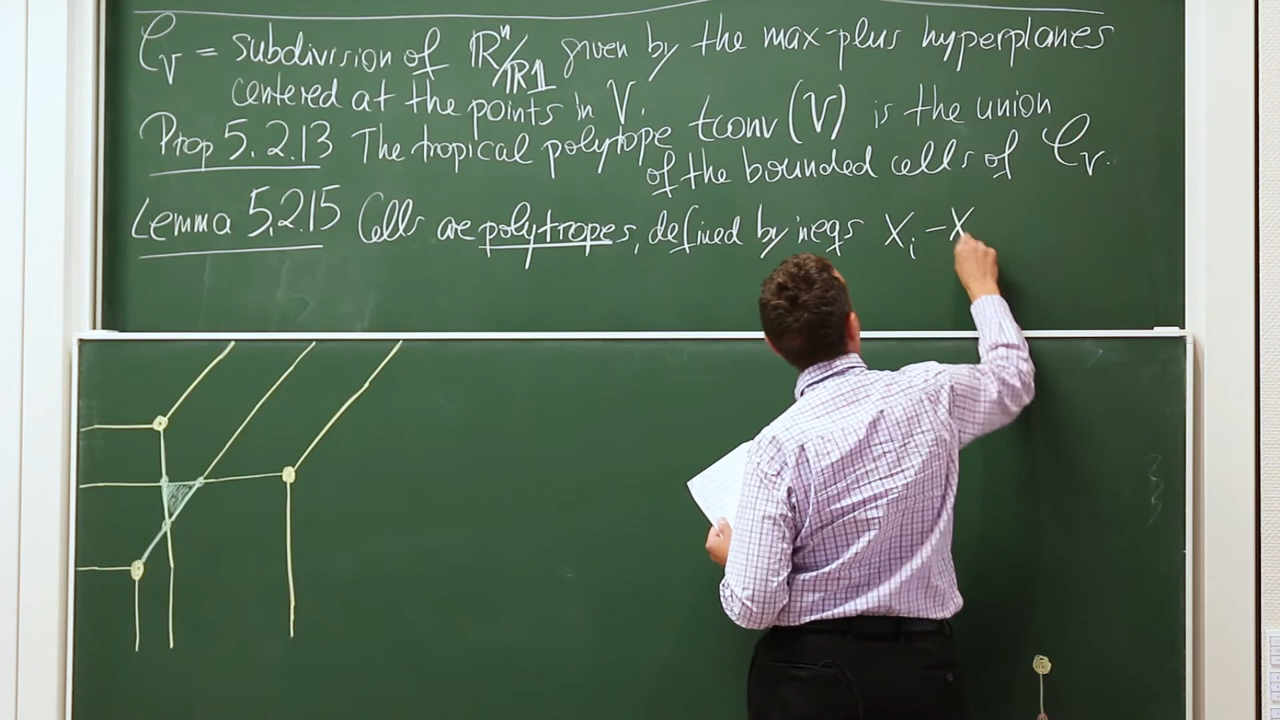 𝒞_V = subdivision of ℝⁿ/ℝ𝟙 given by the max-plus hyperplanes
centered at the points in V.
Prop 5.2.13 The tropical polytope tconv(V) is the union
of the bounded cells of 𝒞_V.
Lemma 5.2.15 Cells are polytropes, defined by ineqs X_i - X